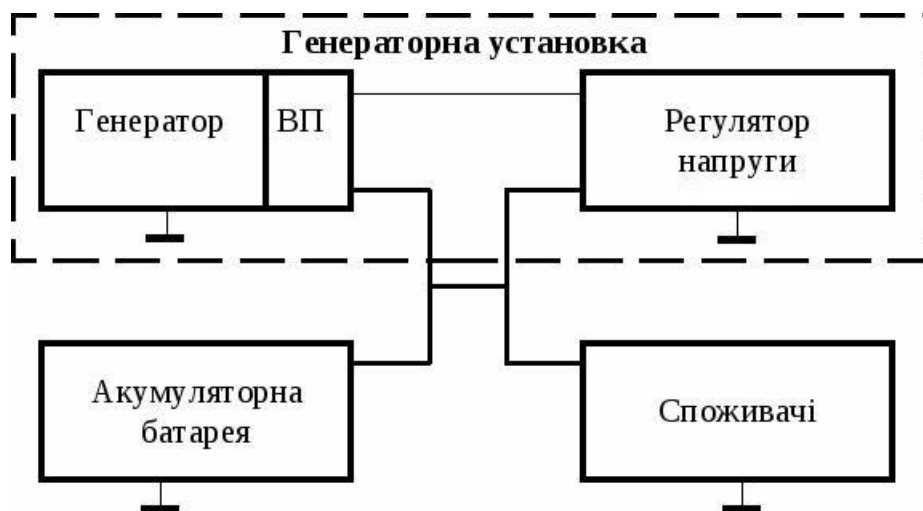 Генераторна установка
Генератор
ВП
Регулятор
напруги
Акумуляторна
батарея
Споживачі